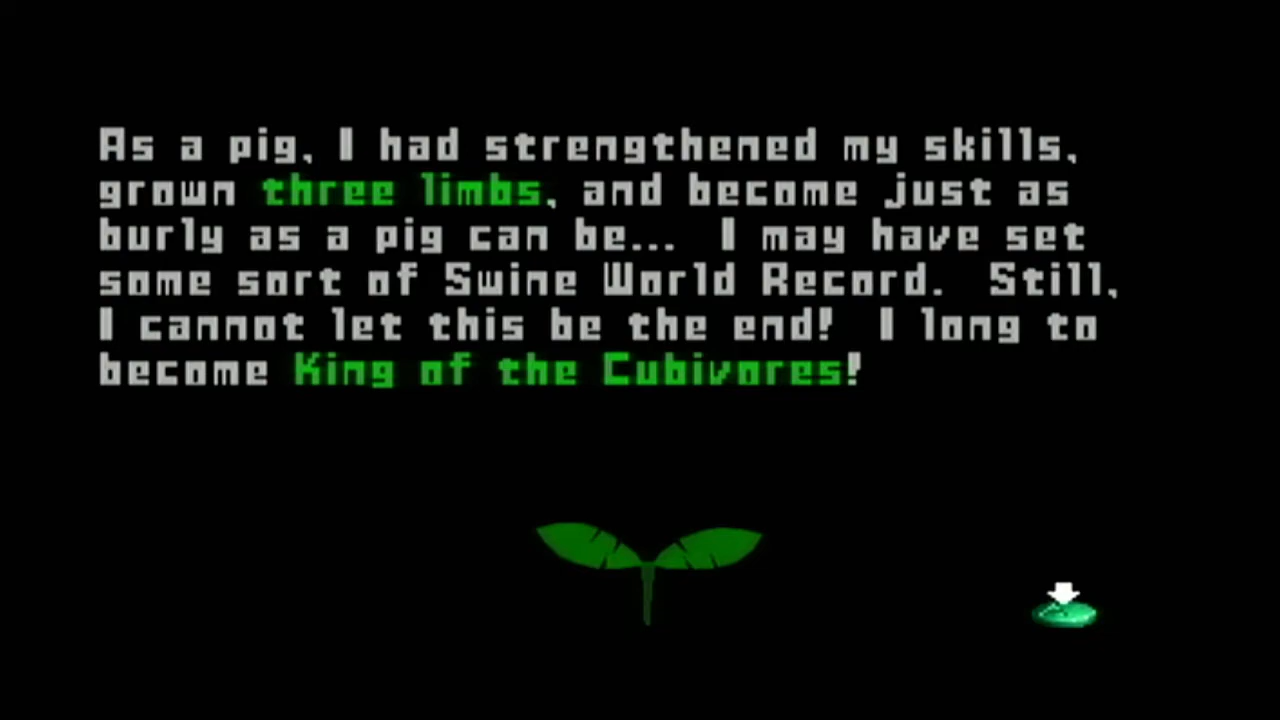 As a pig, I had strengthened my skills,
grown three limbs, and become just as
burly as a pig can be...  I may have set
some sort of Swine World Record.  Still,
I cannot let this be the end!  I long to
become King of the Cubivores!